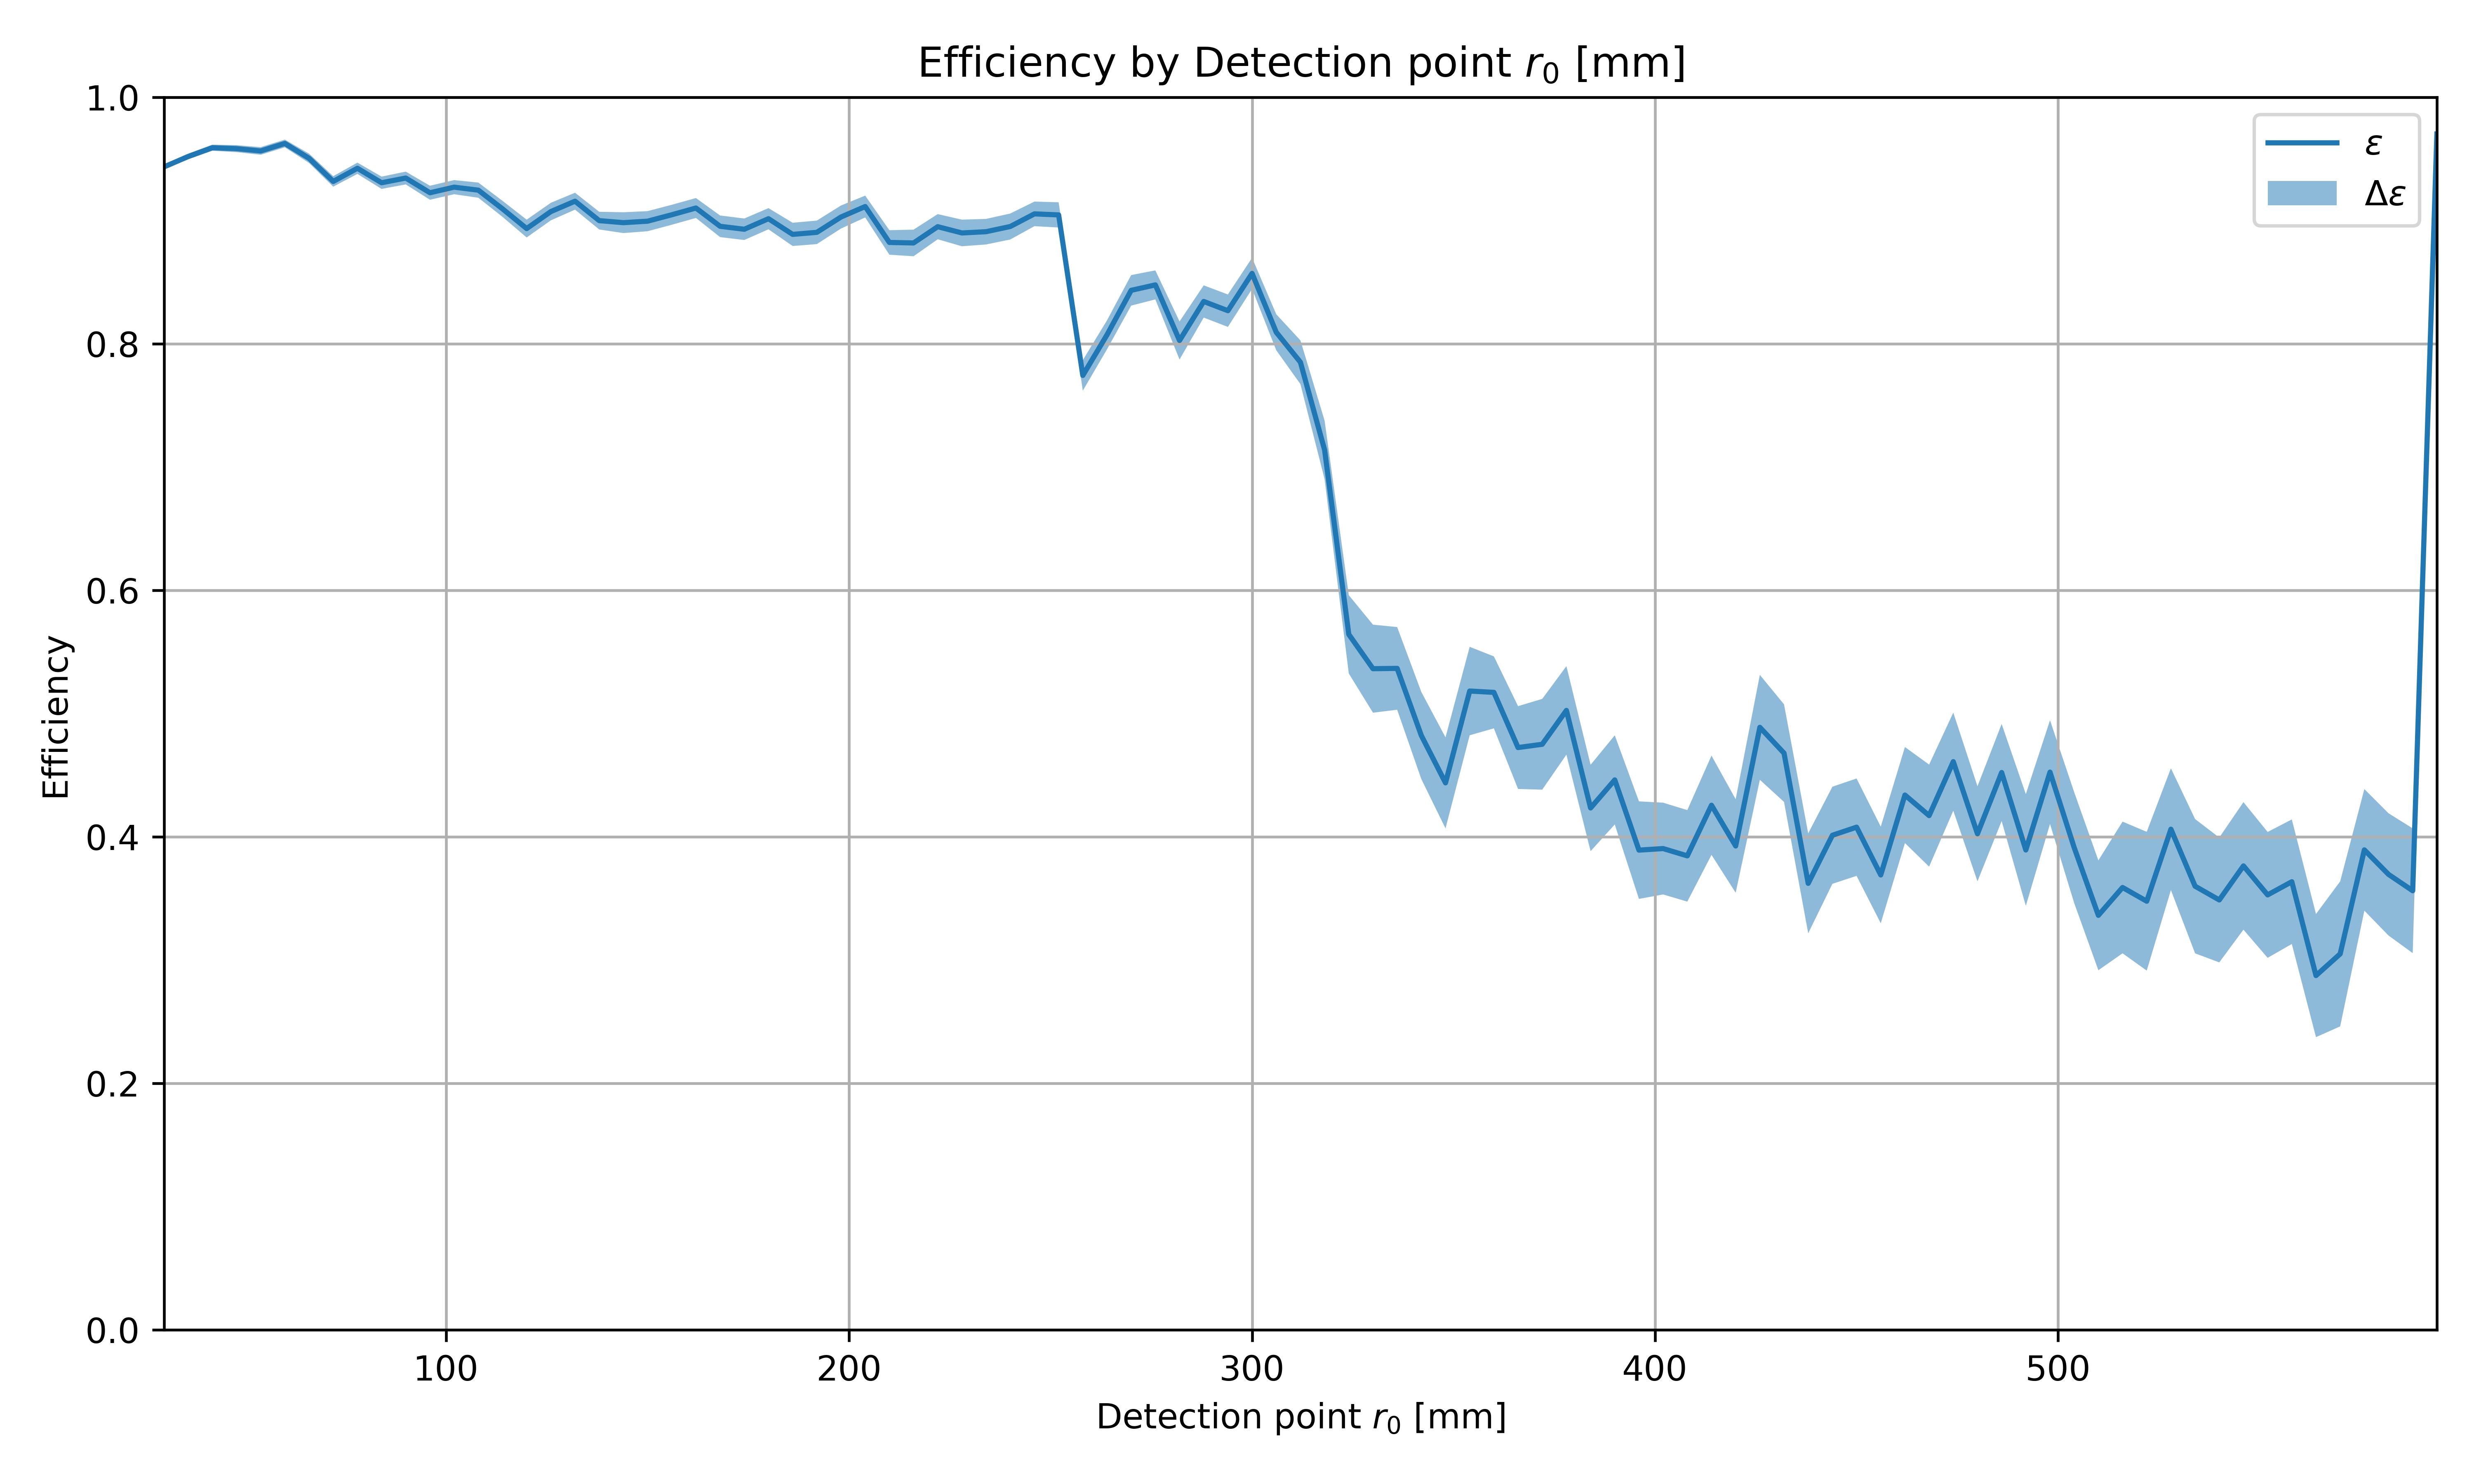 Efficiency by Detection point r₀ [mm]
1.0
0.8
0.6
0.4
0.2
0.0
Efficiency
ε
Δε
100
200
300
400
500
Detection point r₀ [mm]